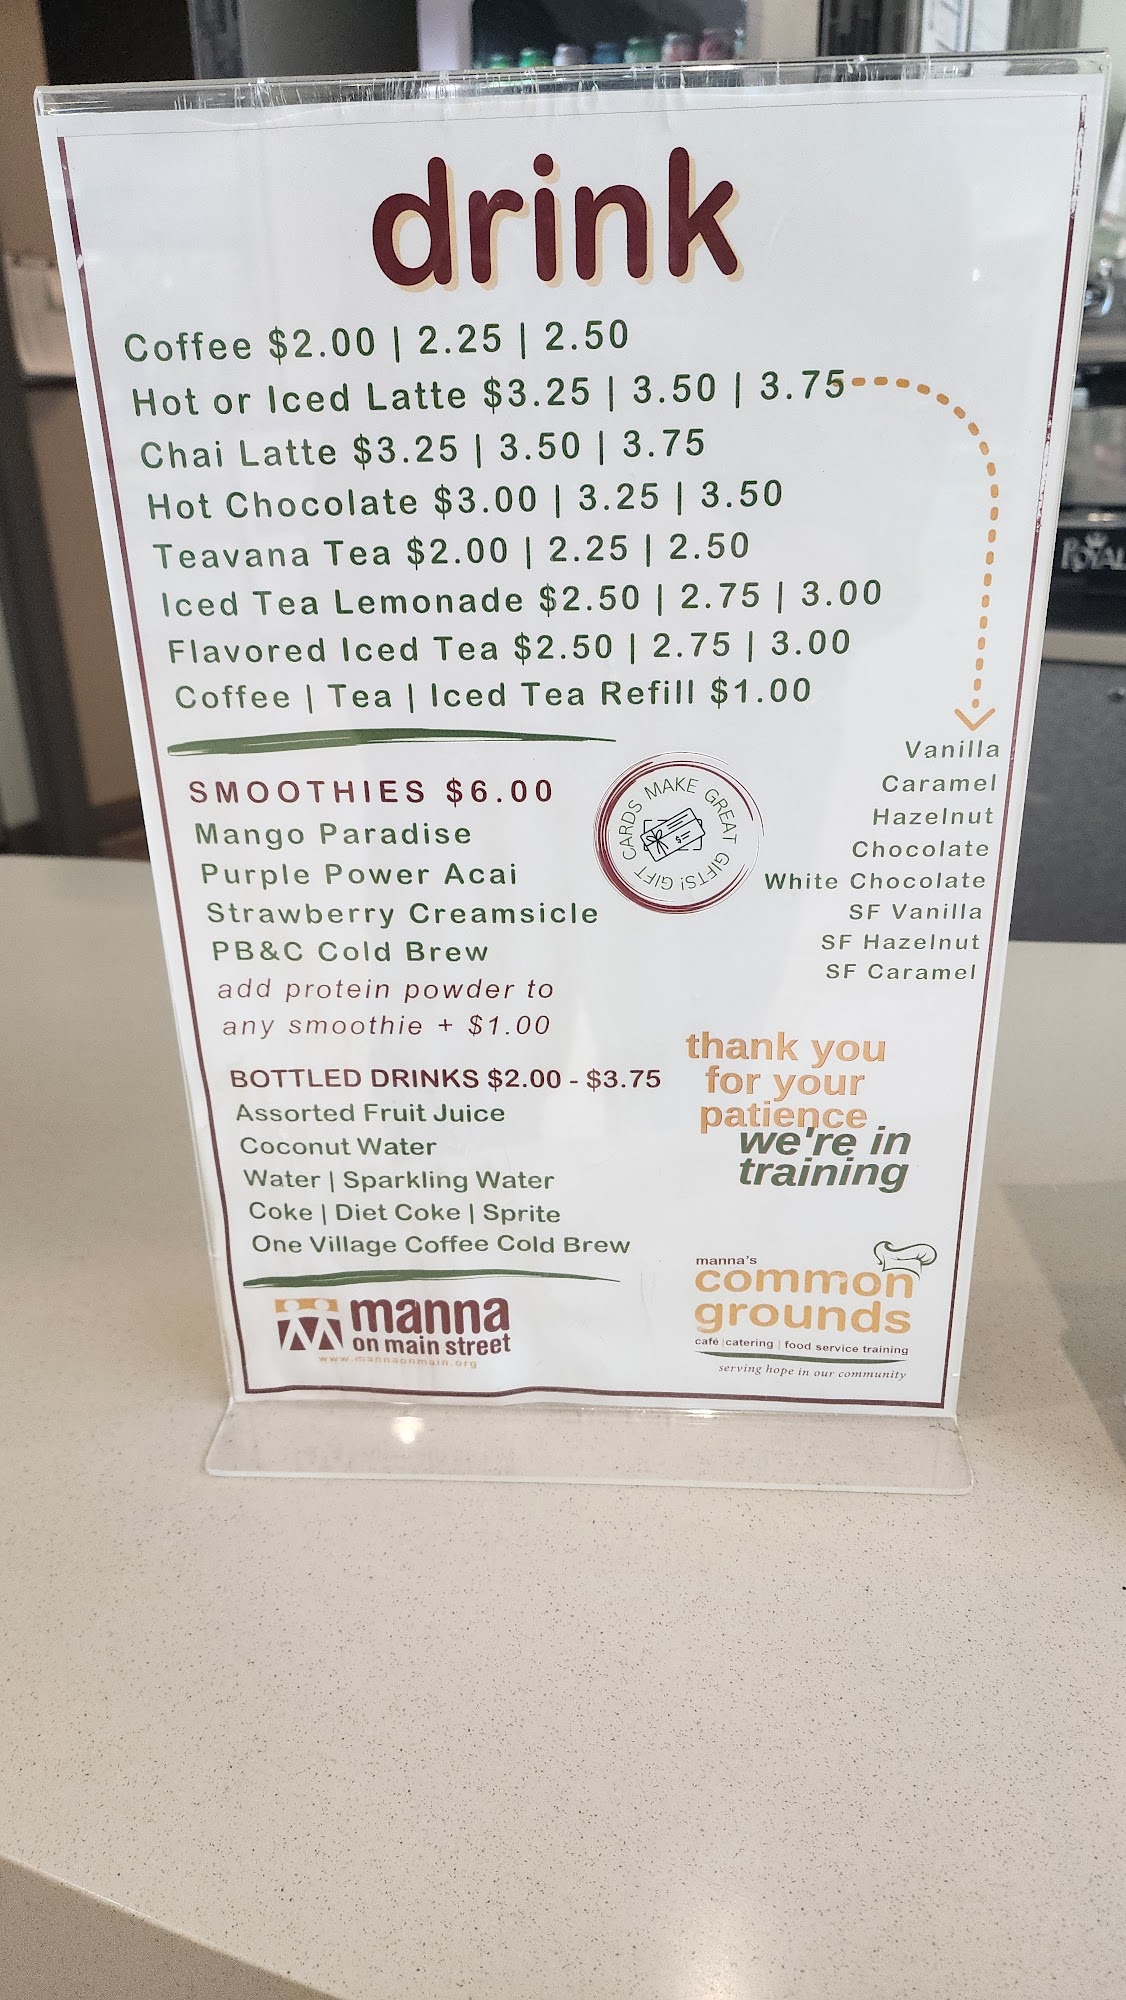 drink
Coffee $2.00 | 2.25 | 2.50
Hot or Iced Latte $3.25 | 3.50 | 3.75
Chai Latte $3.25 | 3.50 | 3.75
Hot Chocolate $3.00 | 3.25 | 3.50
Teavana Tea $2.00 | 2.25 | 2.50
Iced Tea Lemonade $2.50 | 2.75 | 3.00
Flavored Iced Tea $2.50 | 2.75 | 3.00
Coffee | Tea | Iced Tea Refill $1.00
Vanilla
Caramel
Hazelnut
Chocolate
White Chocolate
SF Vanilla
SF Hazelnut
SF Caramel
SMOOTHIES $6.00
Mango Paradise
Purple Power Acai
Strawberry Creamsicle
PB&C Cold Brew
add protein powder to
any smoothie + $1.00
GIFT CARDS MAKE GREAT GIFTS!
BOTTLED DRINKS $2.00 - $3.75
Assorted Fruit Juice
Coconut Water
Water | Sparkling Water
Coke | Diet Coke | Sprite
One Village Coffee Cold Brew
thank you
for your
patience
we're in
training
manna
on main street
www.mannaonmain.org
manna's
common
grounds
café | catering | food service training
serving hope in our community
ROYAL